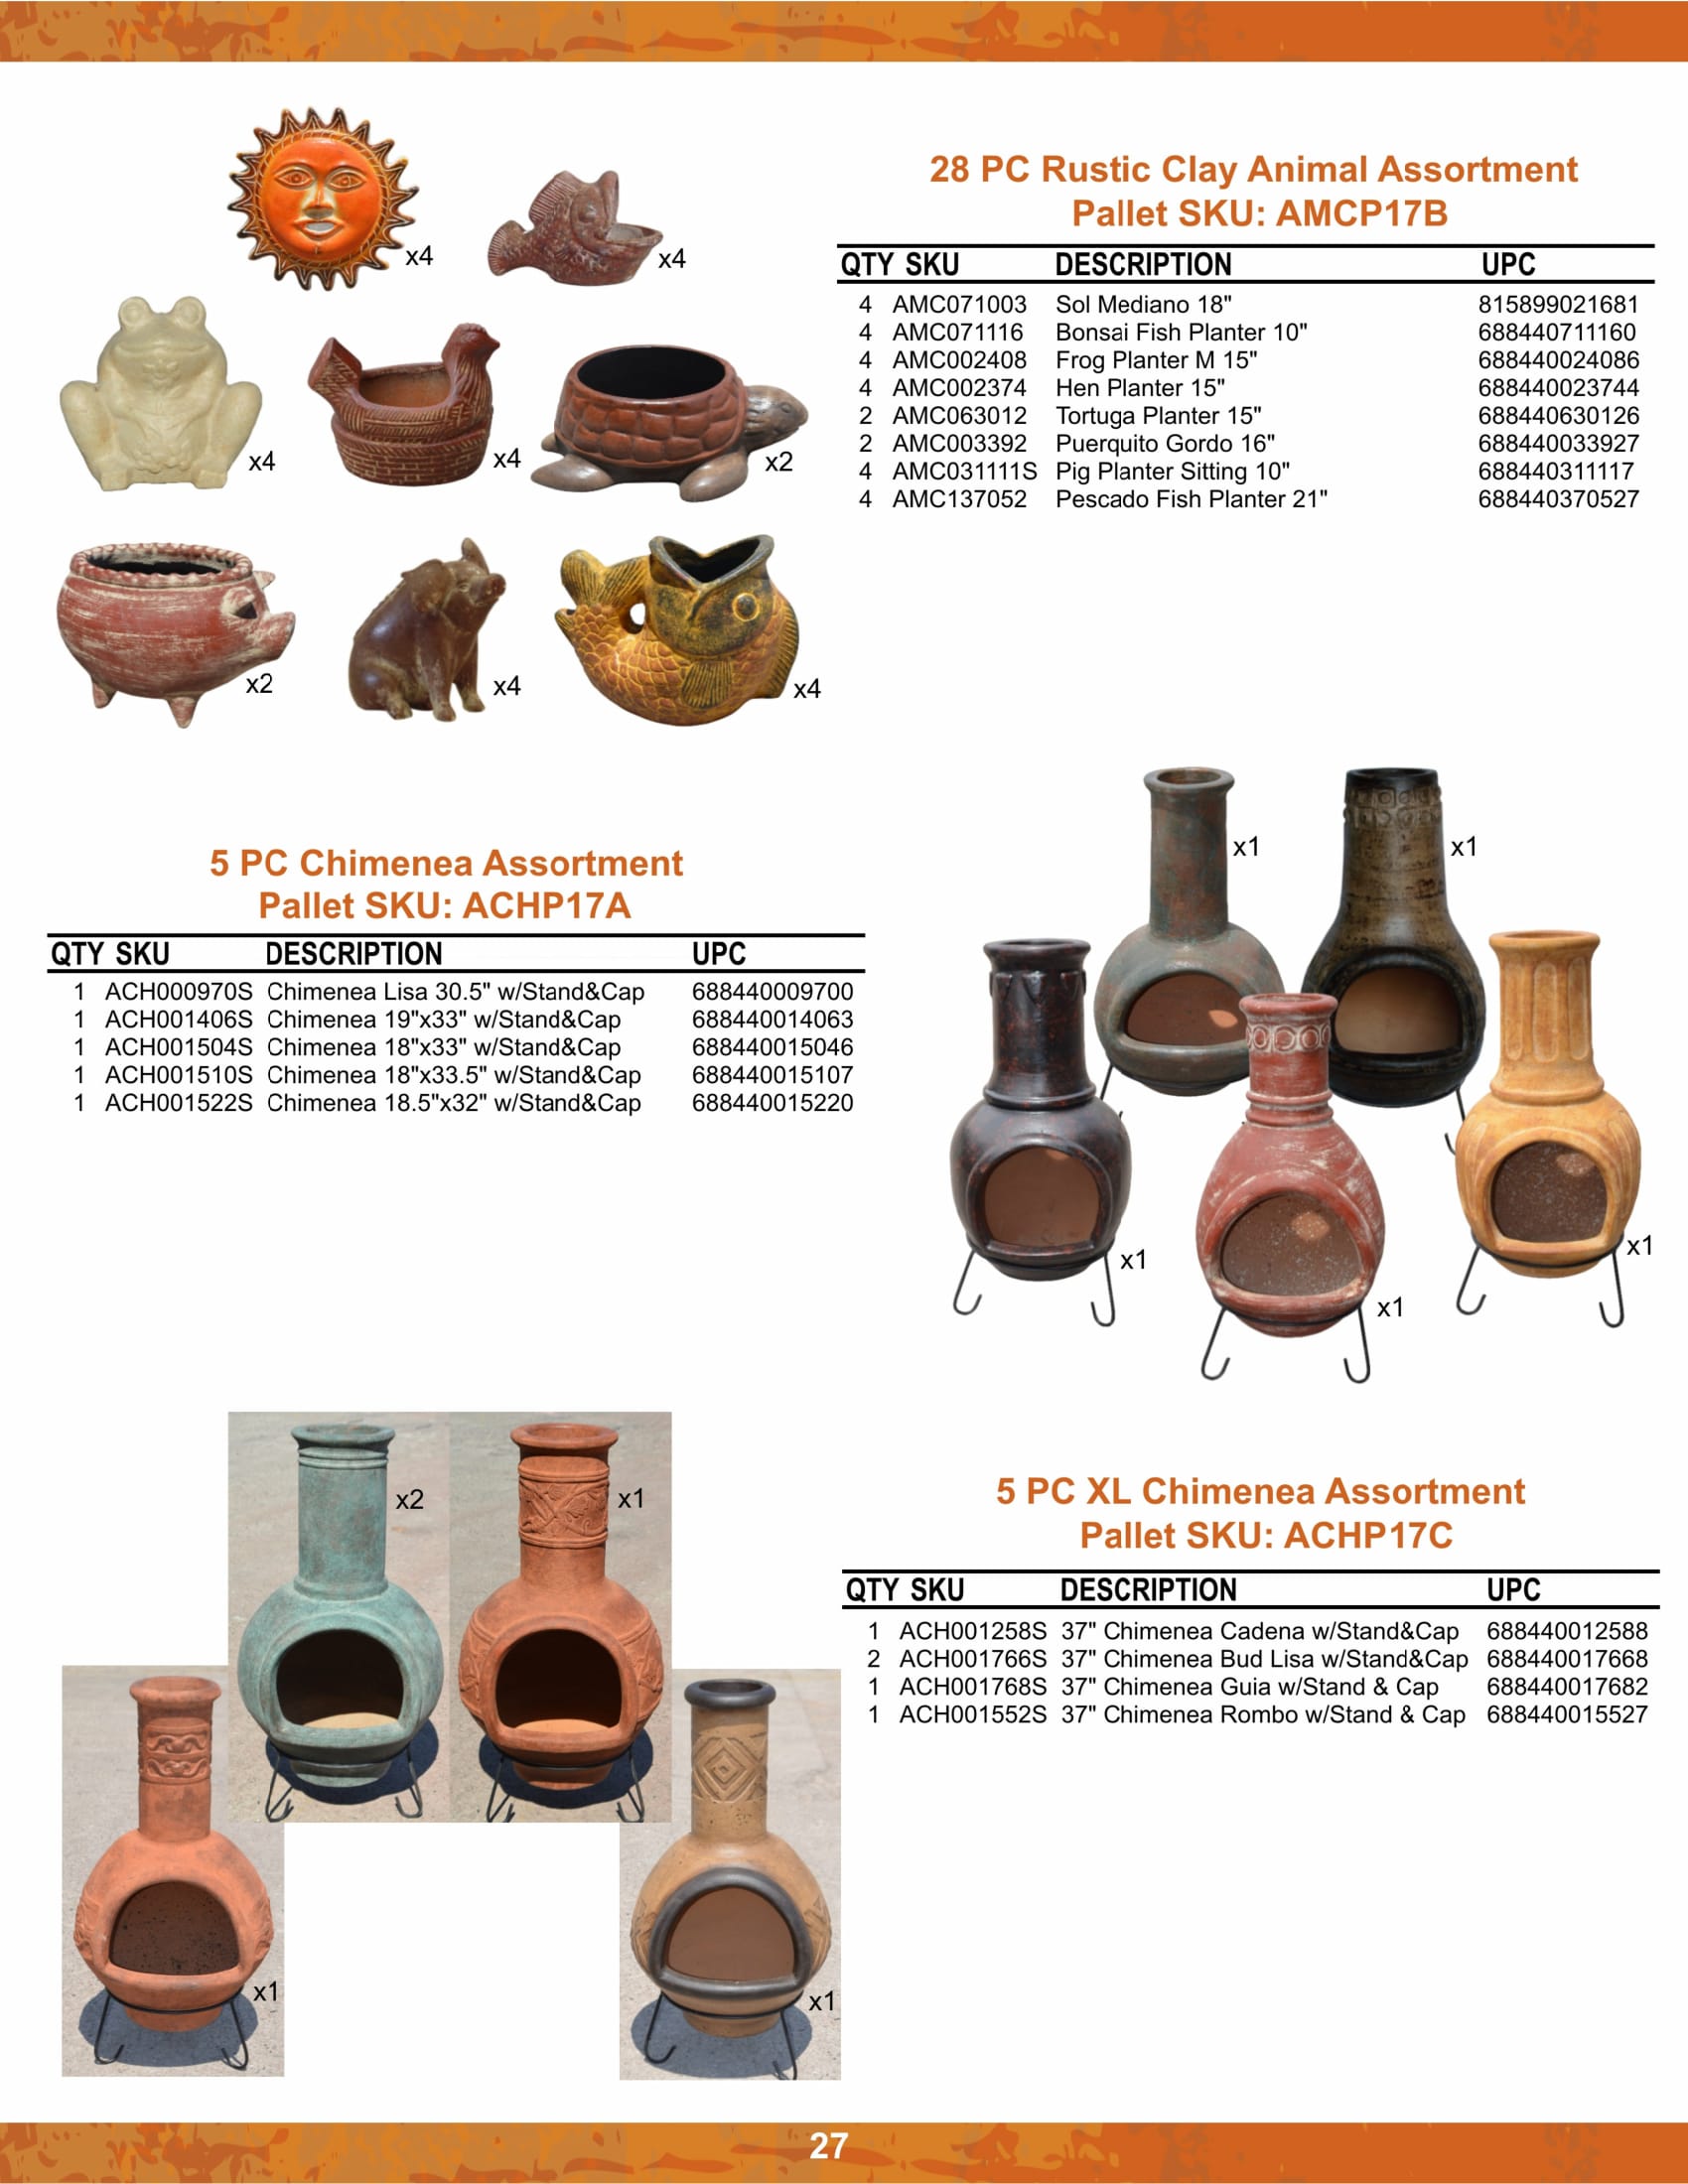 x4
x4
x4
x4
x2
x2
x4
x4
28 PC Rustic Clay Animal Assortment
Pallet SKU: AMCP17B
QTY SKU DESCRIPTION UPC
4 AMC071003 Sol Mediano 18" 815899021681
4 AMC071116 Bonsai Fish Planter 10" 688440711160
4 AMC002408 Frog Planter M 15" 688440024086
4 AMC002374 Hen Planter 15" 688440023744
2 AMC063012 Tortuga Planter 15" 688440630126
2 AMC003392 Puerquito Gordo 16" 688440033927
4 AMC031111S Pig Planter Sitting 10" 688440311117
4 AMC137052 Pescado Fish Planter 21" 688440370527
5 PC Chimenea Assortment
Pallet SKU: ACHP17A
QTY SKU DESCRIPTION UPC
1 ACH000970S Chimenea Lisa 30.5" w/Stand&Cap 688440009700
1 ACH001406S Chimenea 19"x33" w/Stand&Cap 688440014063
1 ACH001504S Chimenea 18"x33" w/Stand&Cap 688440015046
1 ACH001510S Chimenea 18"x33.5" w/Stand&Cap 688440015107
1 ACH001522S Chimenea 18.5"x32" w/Stand&Cap 688440015220
x1
x1
x1
x1
x1
x2
x1
x1
x1
5 PC XL Chimenea Assortment
Pallet SKU: ACHP17C
QTY SKU DESCRIPTION UPC
1 ACH001258S 37" Chimenea Cadena w/Stand&Cap 688440012588
2 ACH001766S 37" Chimenea Bud Lisa w/Stand&Cap 688440017668
1 ACH001768S 37" Chimenea Guia w/Stand & Cap 688440017682
1 ACH001552S 37" Chimenea Rombo w/Stand & Cap 688440015527
27